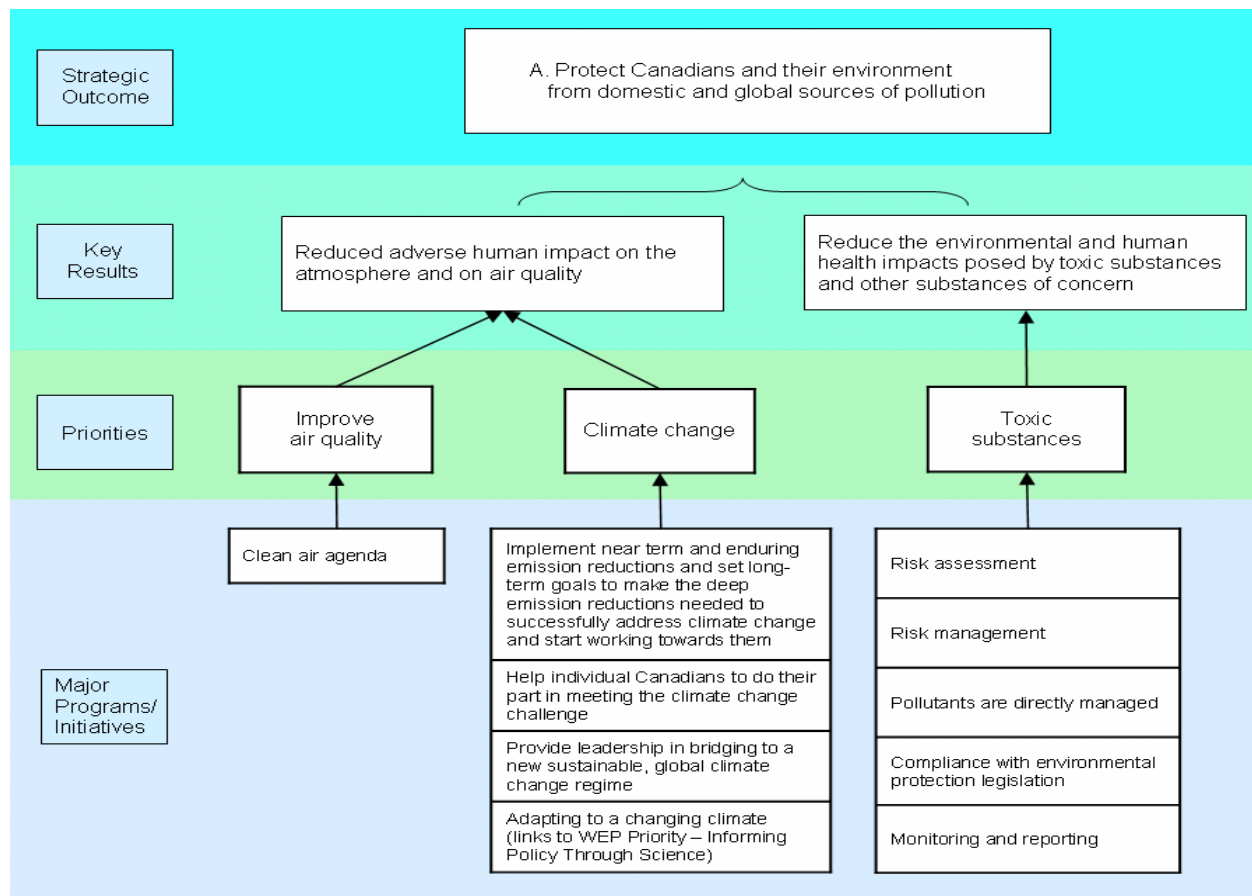 Strategic
Outcome
A. Protect Canadians and their environment
from domestic and global sources of pollution
Key
Results
Reduced adverse human impact on the
atmosphere and on air quality
Reduce the environmental and human
health impacts posed by toxic substances
and other substances of concern
Priorities
Improve
air quality
Climate change
Toxic
substances
Major
Programs/
Initiatives
Clean air agenda
Implement near term and enduring
emission reductions and set long-
term goals to make the deep
emission reductions needed to
successfully address climate change
and start working towards them
Help individual Canadians to do their
part in meeting the climate change
challenge
Provide leadership in bridging to a
new sustainable, global climate
change regime
Adapting to a changing climate
(links to WEP Priority – Informing
Policy Through Science)
Risk assessment
Risk management
Pollutants are directly managed
Compliance with environmental
protection legislation
Monitoring and reporting